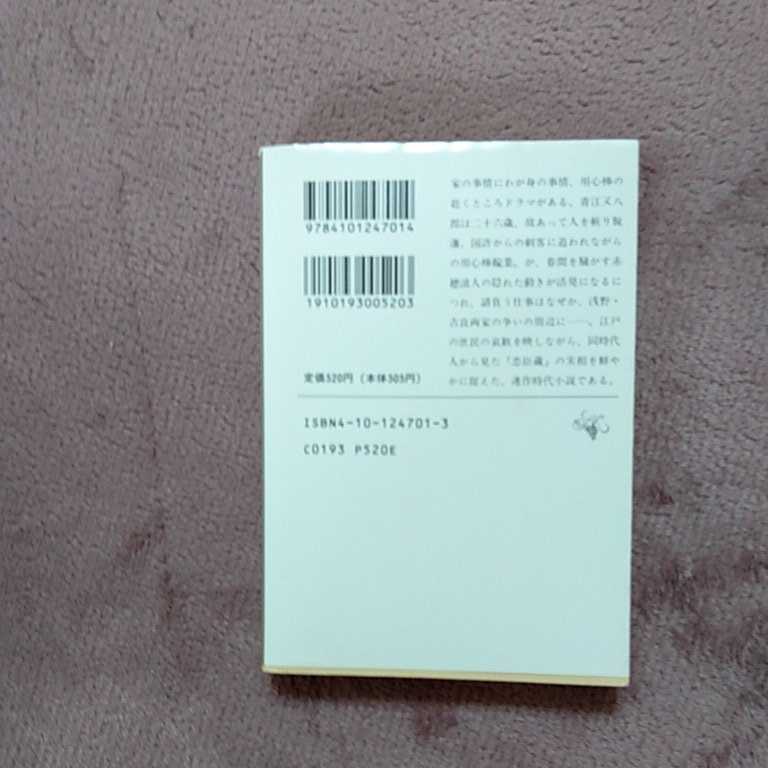 9784101247014
1910193005203
定価520円(本体505円)
ISBN4-10-124701-3
C0193 P520E
家の事情にわが身の事情、用心棒の
赴くところドラマがある。青江又八
郎は二十六歳、故あって人を斬り脱
藩、国許からの刺客に追われながら
の用心棒稼業。が、巷間を騒がす赤
穂浪人の隠れた動きが活発になるに
つれ、請負う仕事はなぜか、浅野・
吉良両家の争いの周辺に――。江戸
の庶民の哀歓を映しながら、同時代
人から見た「忠臣蔵」の実相を鮮や
かに捉えた、連作時代小説である。